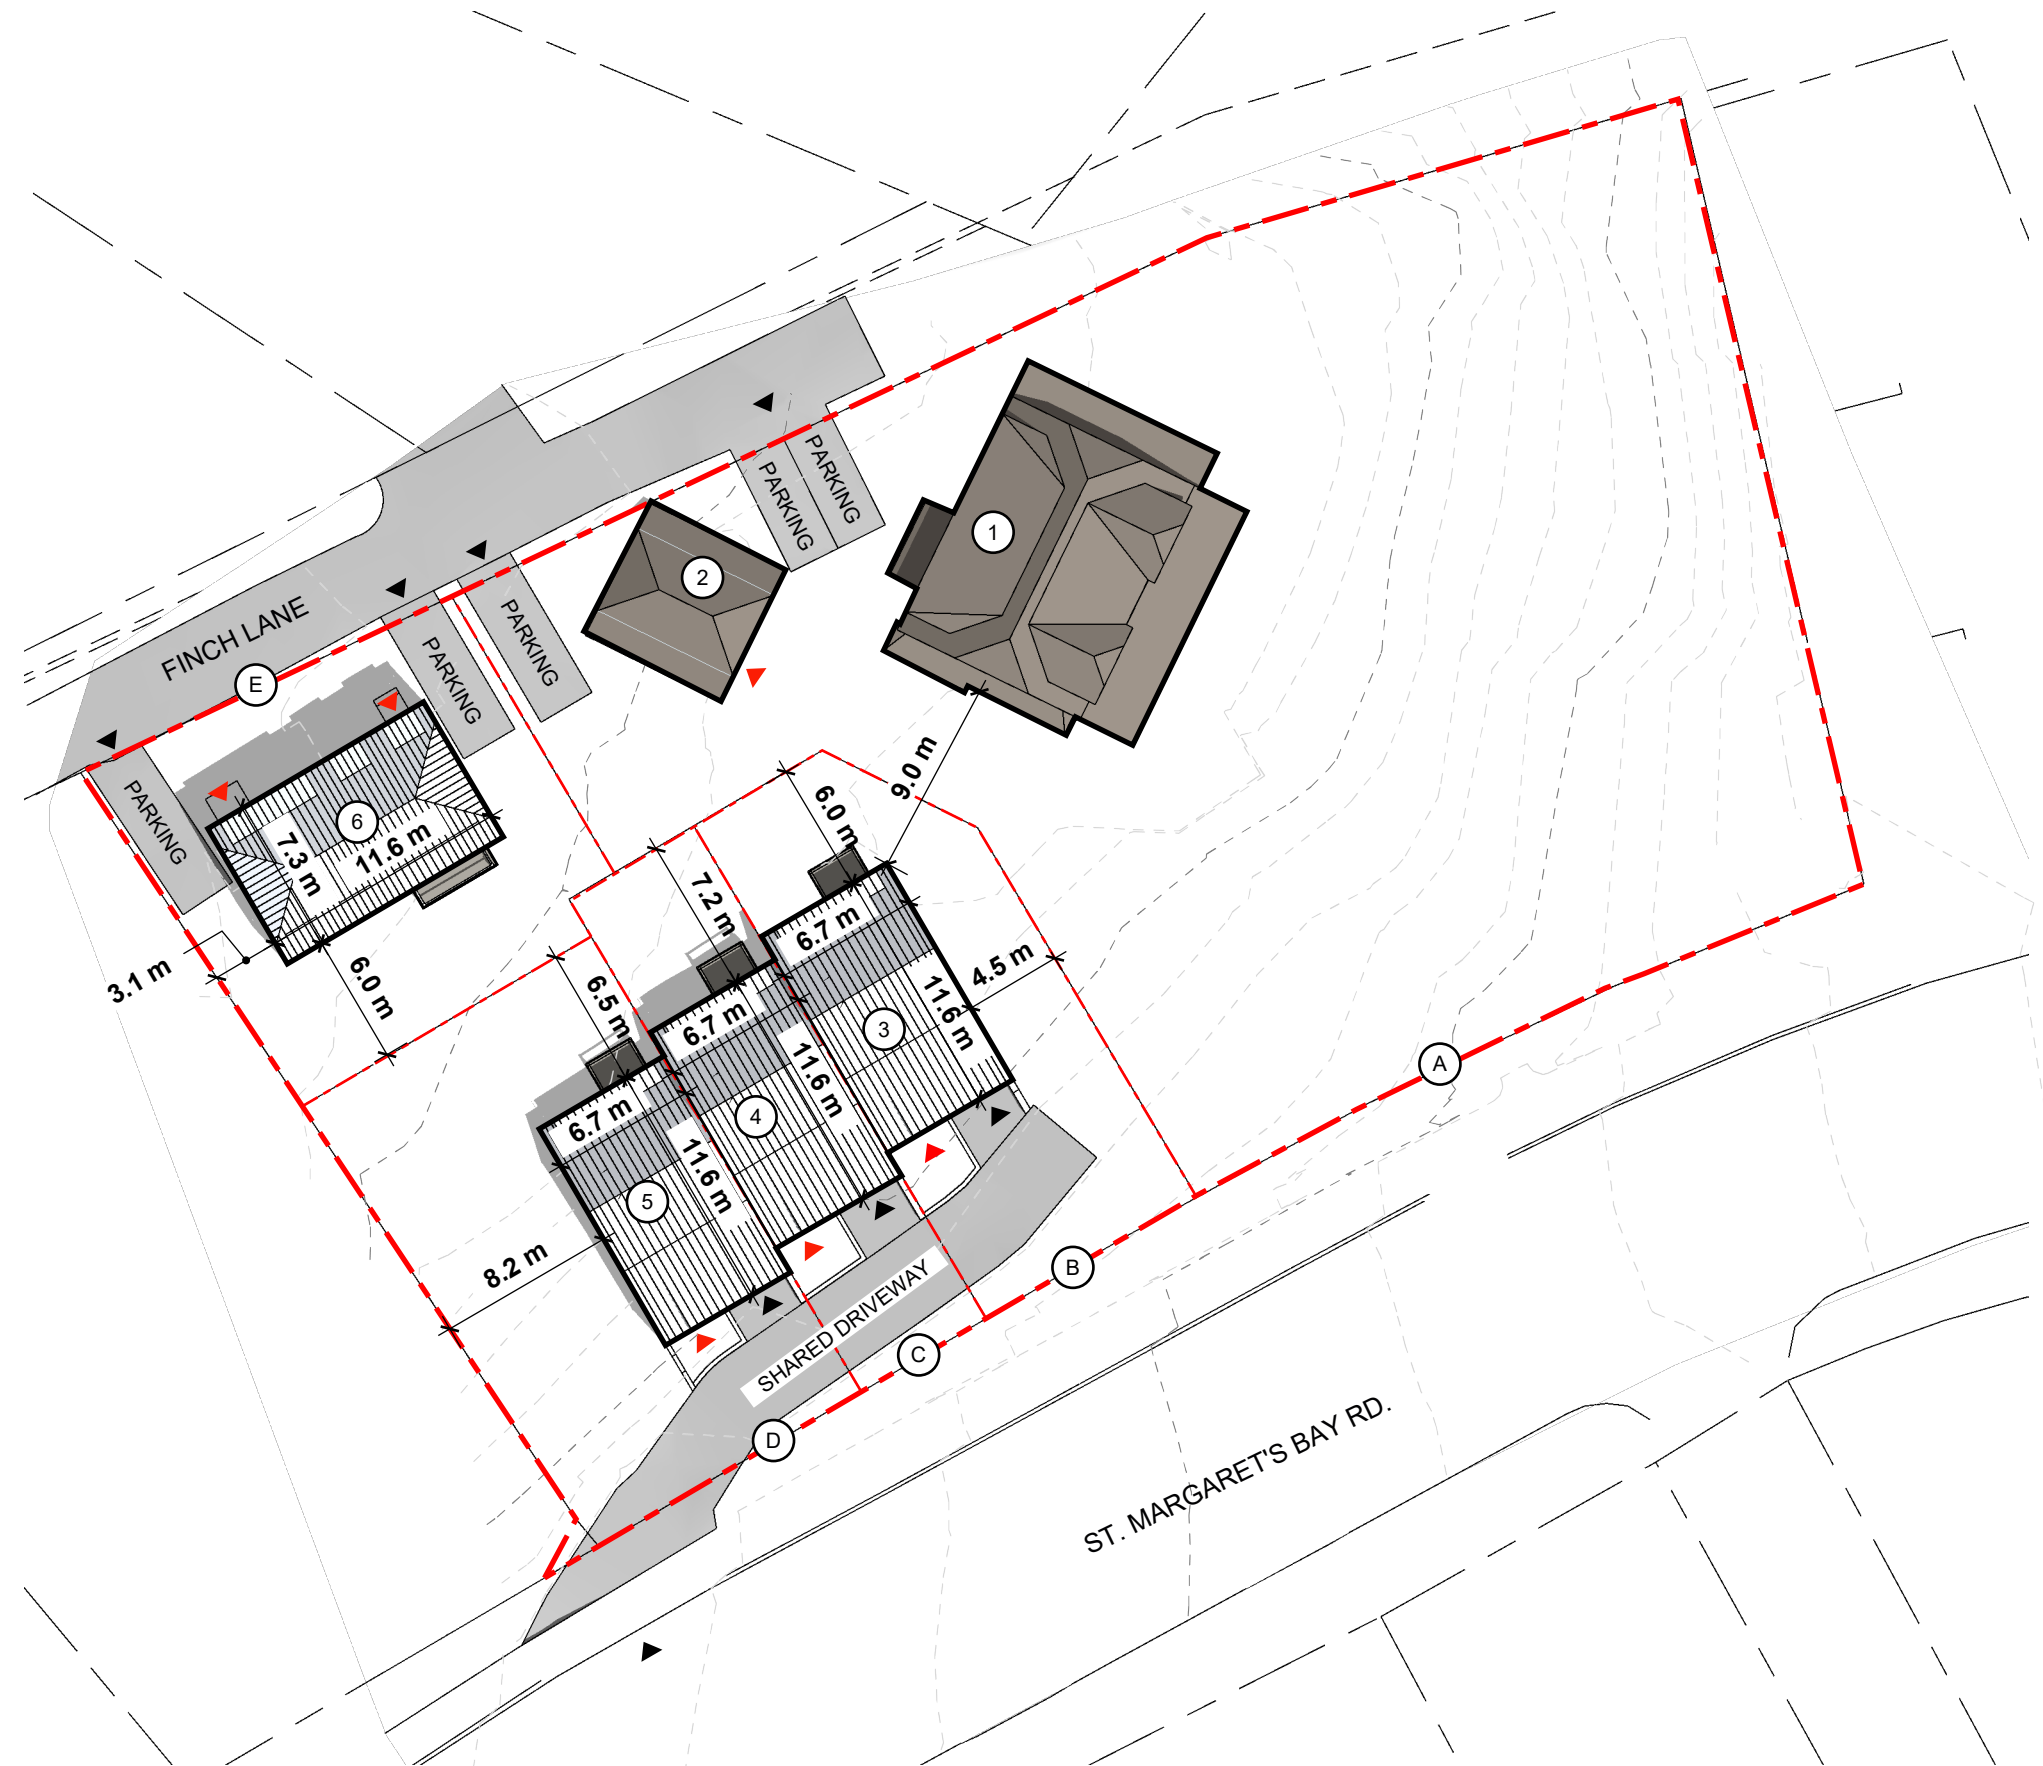 PARKING
PARKING
1
2
FINCH LANE
PARKING
PARKING
E
PARKING
6
7.3 m
11.6 m
9.0 m
6.0 m
7.2 m
6.7 m
3.1 m
6.0 m
6.5 m
4.5 m
6.7 m
11.6 m
3
11.6 m
A
6.7 m
4
11.6 m
5
8.2 m
B
SHARED DRIVEWAY
C
D
ST. MARGARET'S BAY RD.